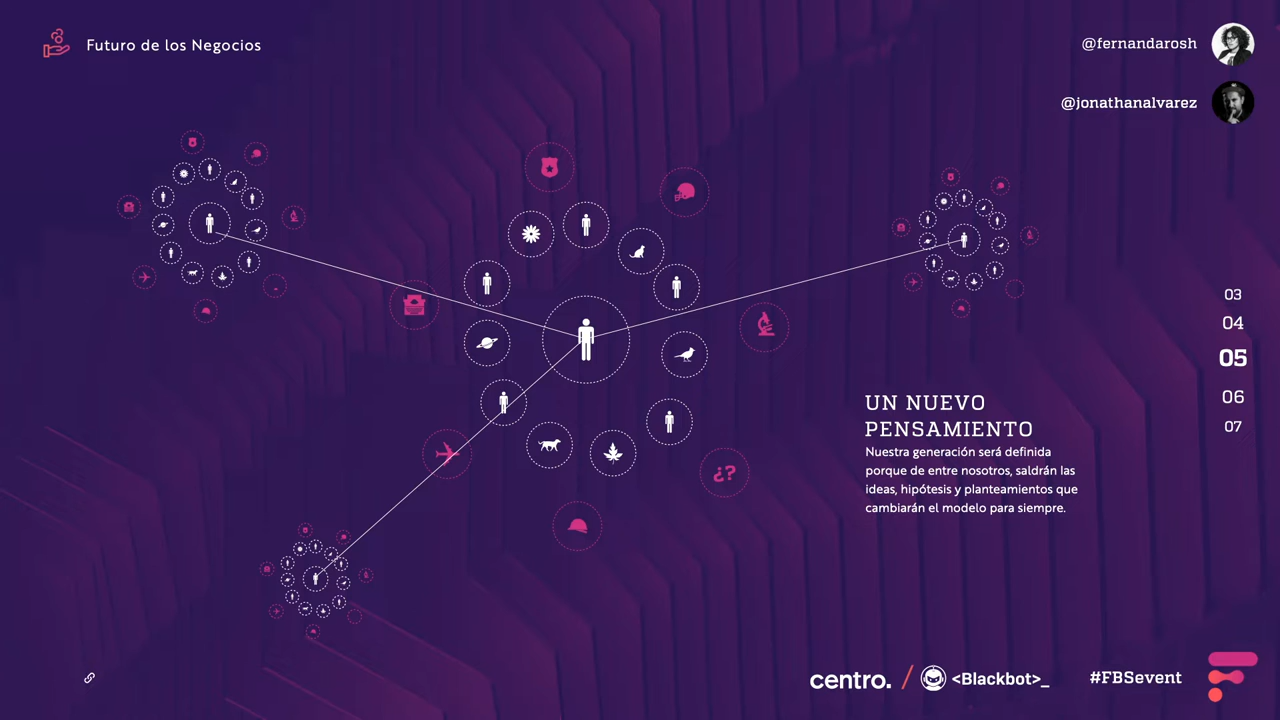 Futuro de los Negocios
@fernandarosh
@jonathanalvarez
¿?
03
04
05
06
07
UN NUEVO
PENSAMIENTO
Nuestra generación será definida
porque de entre nosotros, saldrán las
ideas, hipótesis y planteamientos que
cambiarán el modelo para siempre.
centro. / <Blackbot>_
#FBSevent